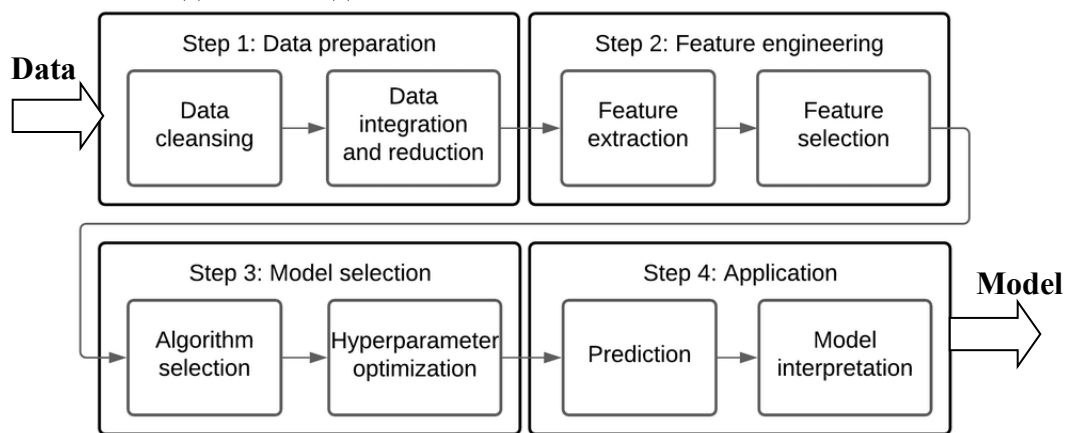 Data
Step 1: Data preparation
Data
cleansing
Data
integration
and reduction
Step 2: Feature engineering
Feature
extraction
Feature
selection
Step 3: Model selection
Algorithm
selection
Hyperparameter
optimization
Step 4: Application
Prediction
Model
interpretation
Model